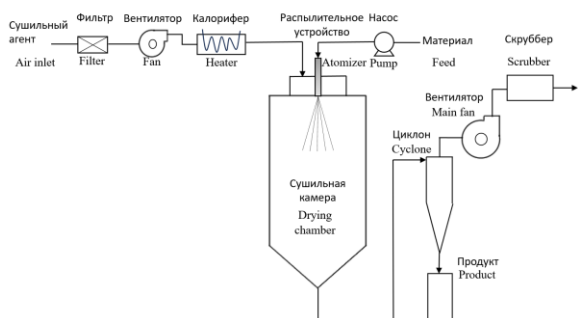 Сушильный
агент
Air inlet
Фильтр
Filter
Вентилятор
Fan
Калорифер
Heater
Распылительное
устройство
Atomizer
Насос
Pump
Материал
Feed
Скруббер
Scrubber
Вентилятор
Main fan
Циклон
Cyclone
Сушильная
камера
Drying
chamber
Продукт
Product